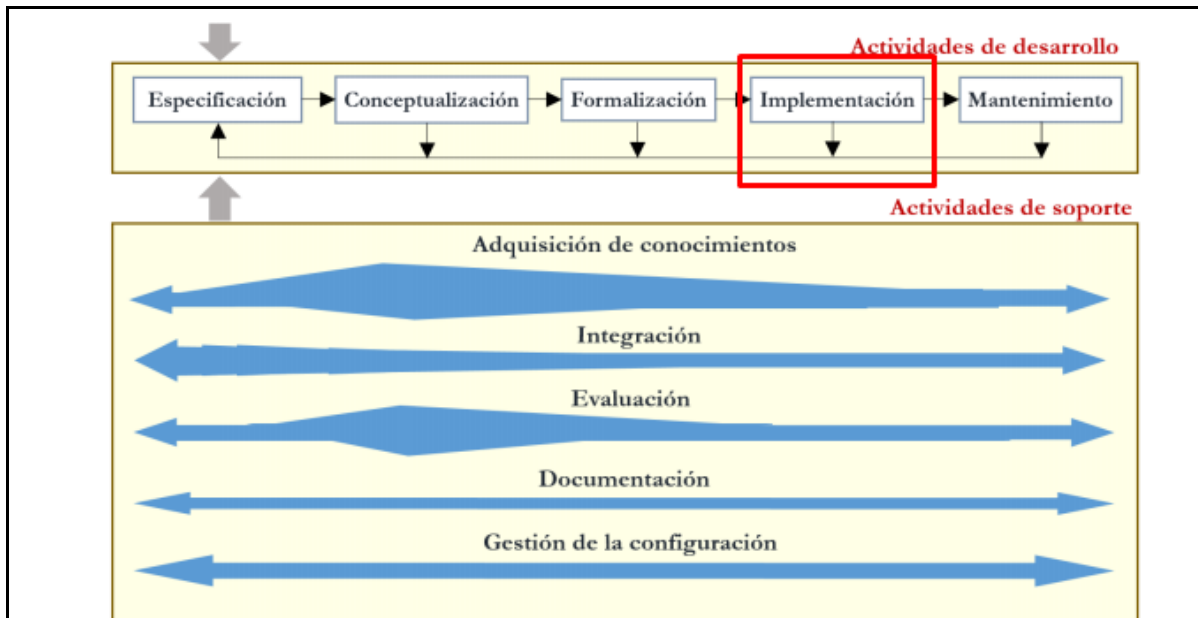 Actividades de desarrollo
Especificación
Conceptualización
Formalización
Implementación
Mantenimiento
Actividades de soporte
Adquisición de conocimientos
Integración
Evaluación
Documentación
Gestión de la configuración